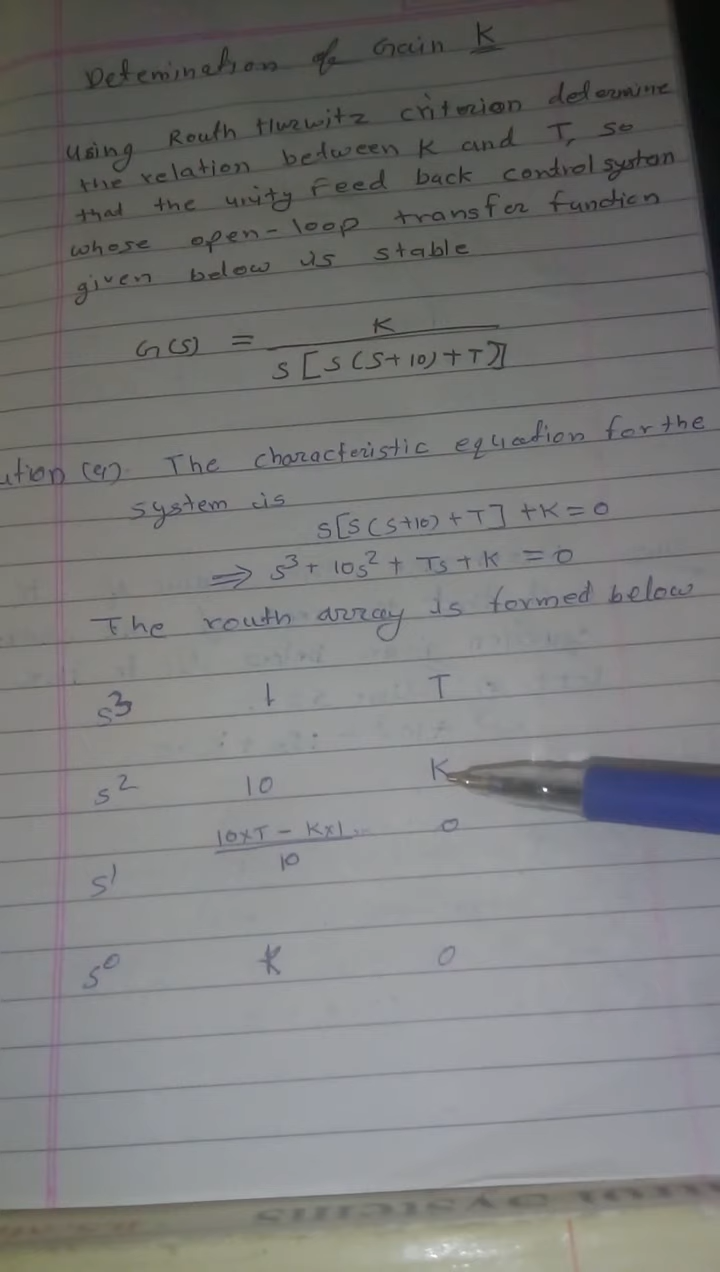 Detemination of Gain K
Using Routh Hurwitz criterion determine
the relation between K and T, so
that the unity Feed back control system
whose open-loop transfer function
given below is stable
G(s) = K / S[S(S+10)+T]
ution (a). The characteristic equation for the
system is
S[S(S+10)+T]+K=0
⇒ s³+10s²+Ts+K=0
The routh array is formed below
s³ 1 T
s² 10 K
s¹ 10×T-K×1 / 10 0
s⁰ K 0